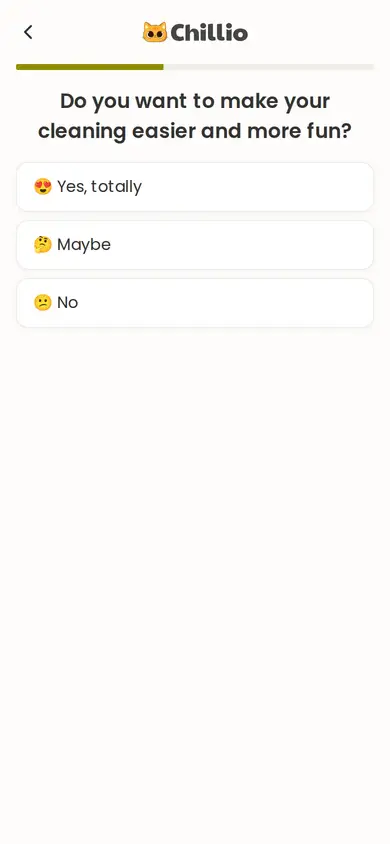 Chillio
Do you want to make your
cleaning easier and more fun?
😍 Yes, totally
🤔 Maybe
😕 No